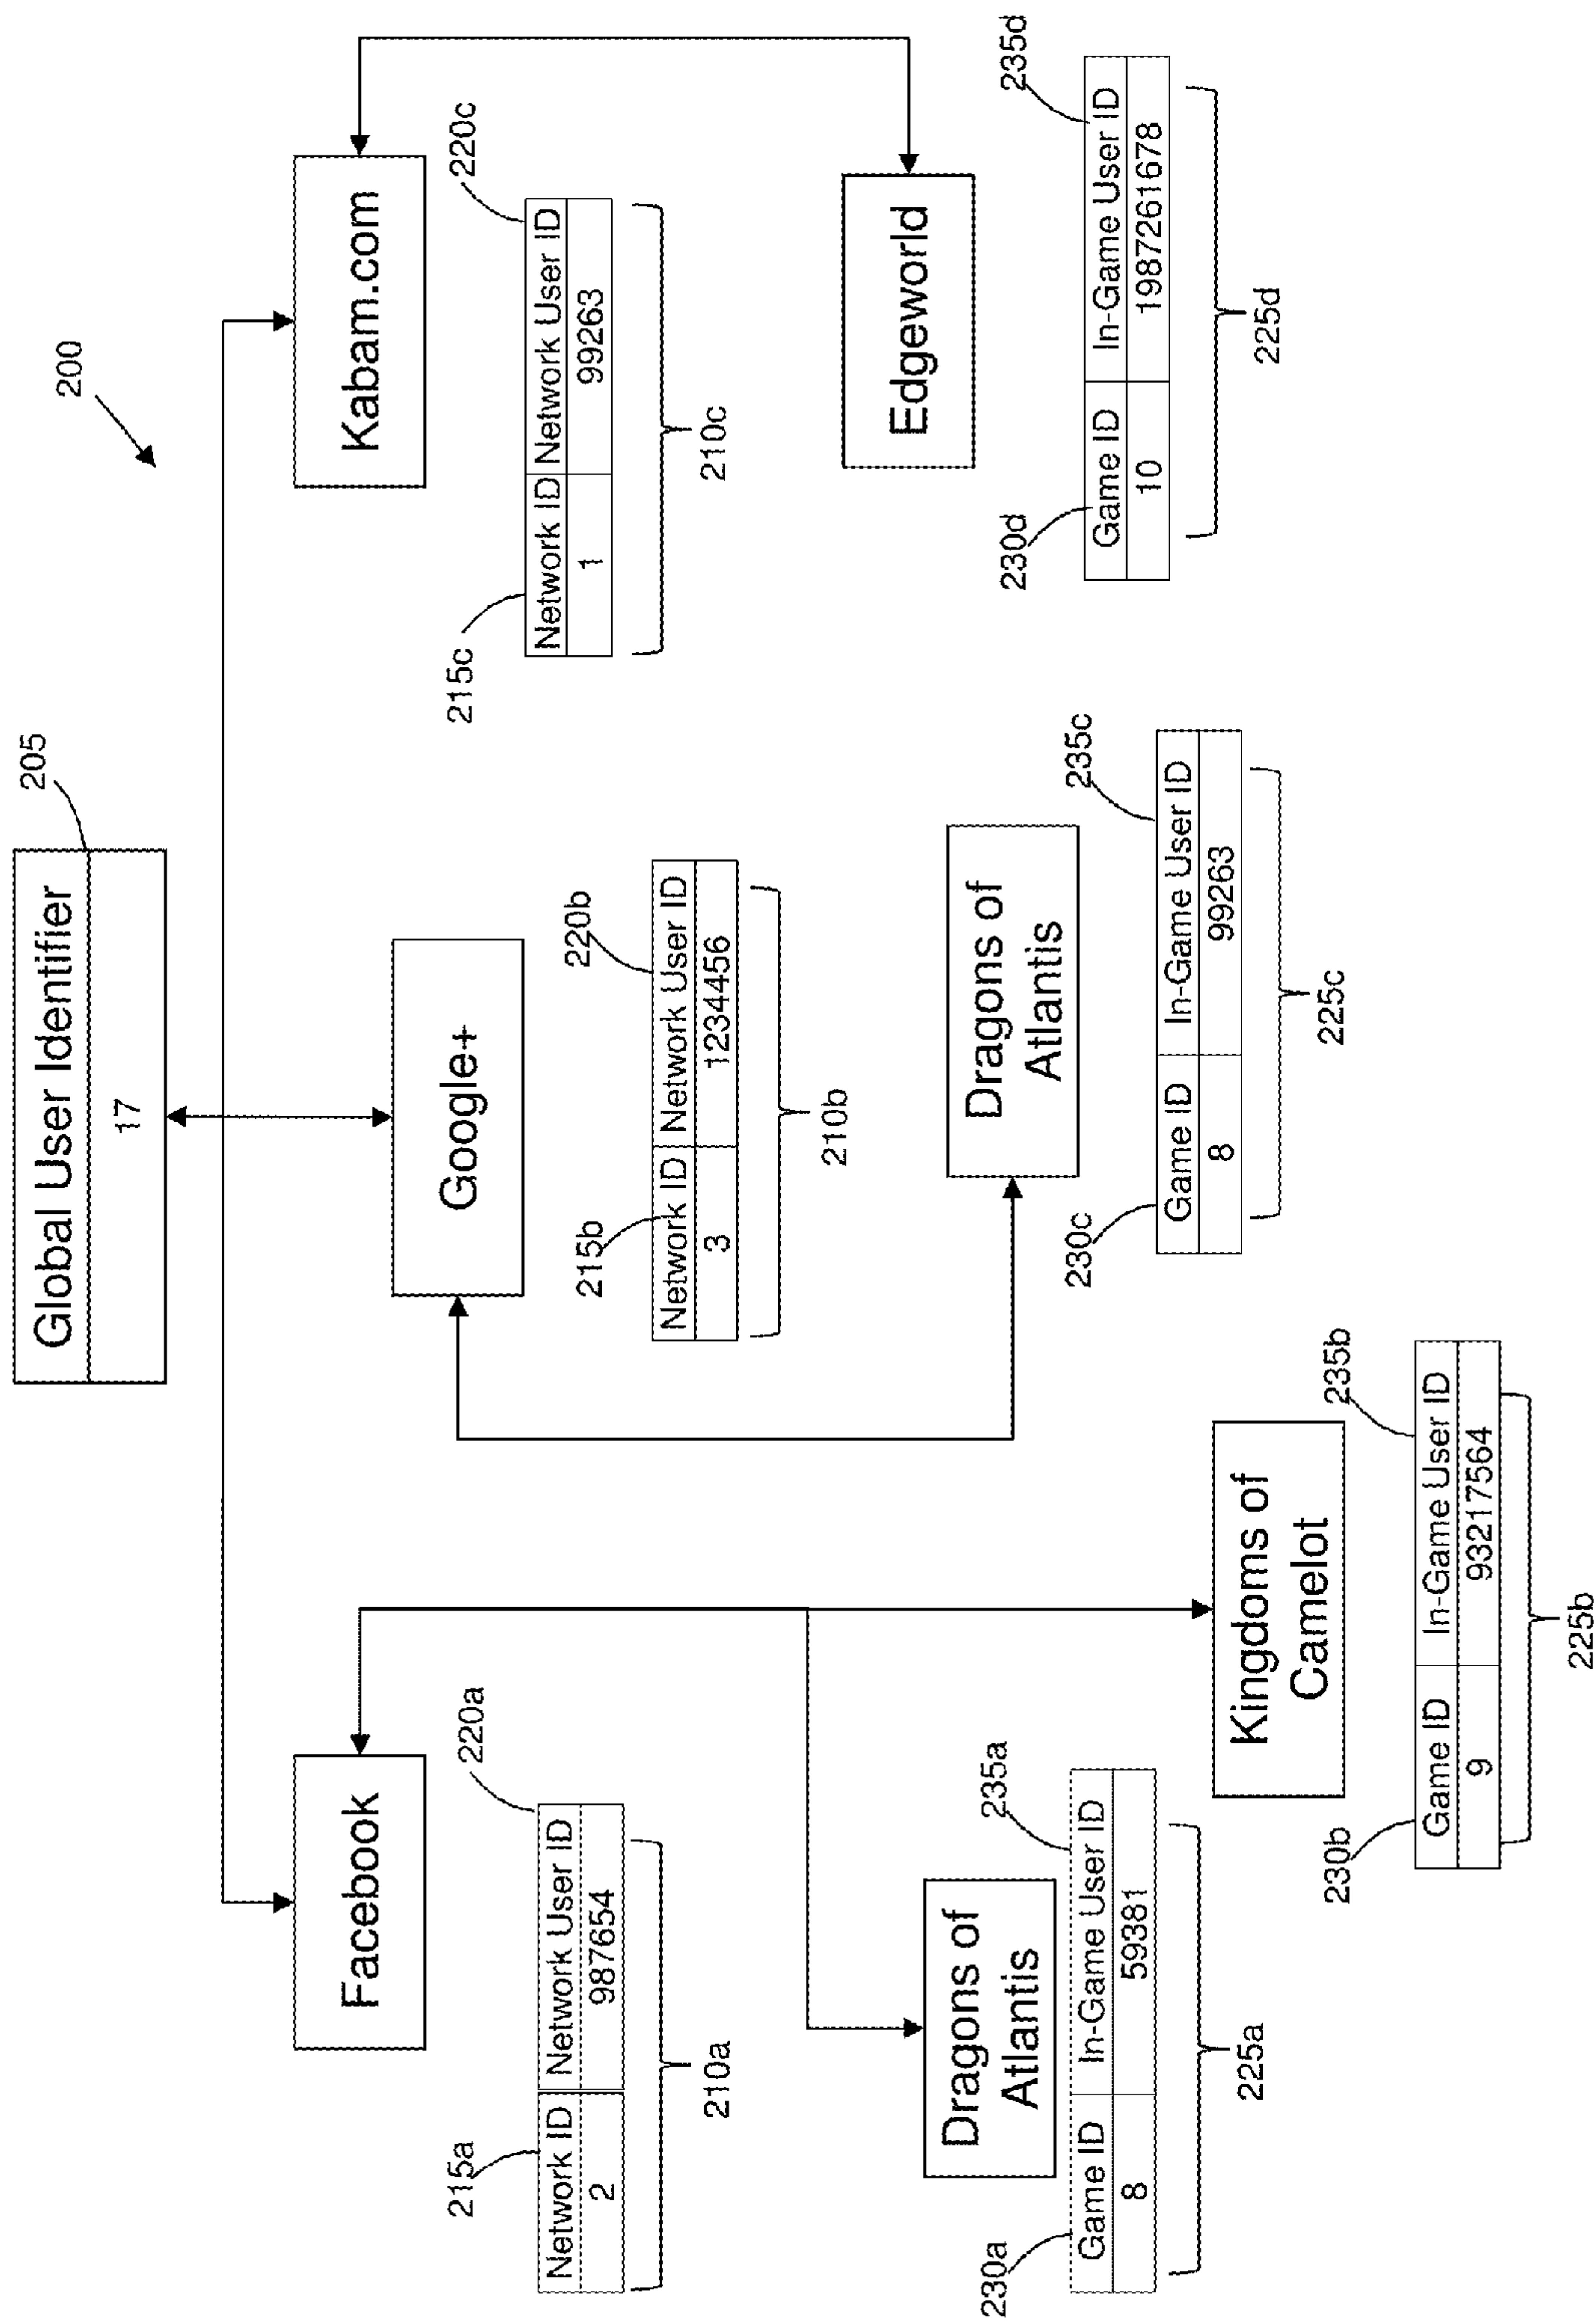 200
Global User Identifier
17
205
Facebook
Google+
Kabam.com
215a
220a
Network ID Network User ID
2 987654
210a
215b
220b
Network ID Network User ID
3 1234456
210b
215c
220c
Network ID Network User ID
1 99263
210c
Dragons of
Atlantis
230a
235a
Game ID In-Game User ID
8 59381
225a
Kingdoms of
Camelot
230b
235b
Game ID In-Game User ID
9 93217564
225b
Dragons of
Atlantis
230c
235c
Game ID In-Game User ID
8 99263
225c
Edgeworld
230d
235d
Game ID In-Game User ID
10 1987261678
225d